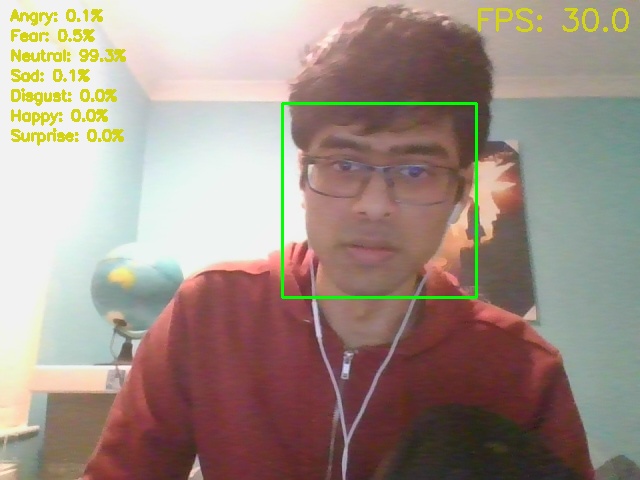 Angry: 0.1%
Fear: 0.5%
Neutral: 99.3%
Sad: 0.1%
Disgust: 0.0%
Happy: 0.0%
Surprise: 0.0%
FPS: 30.0